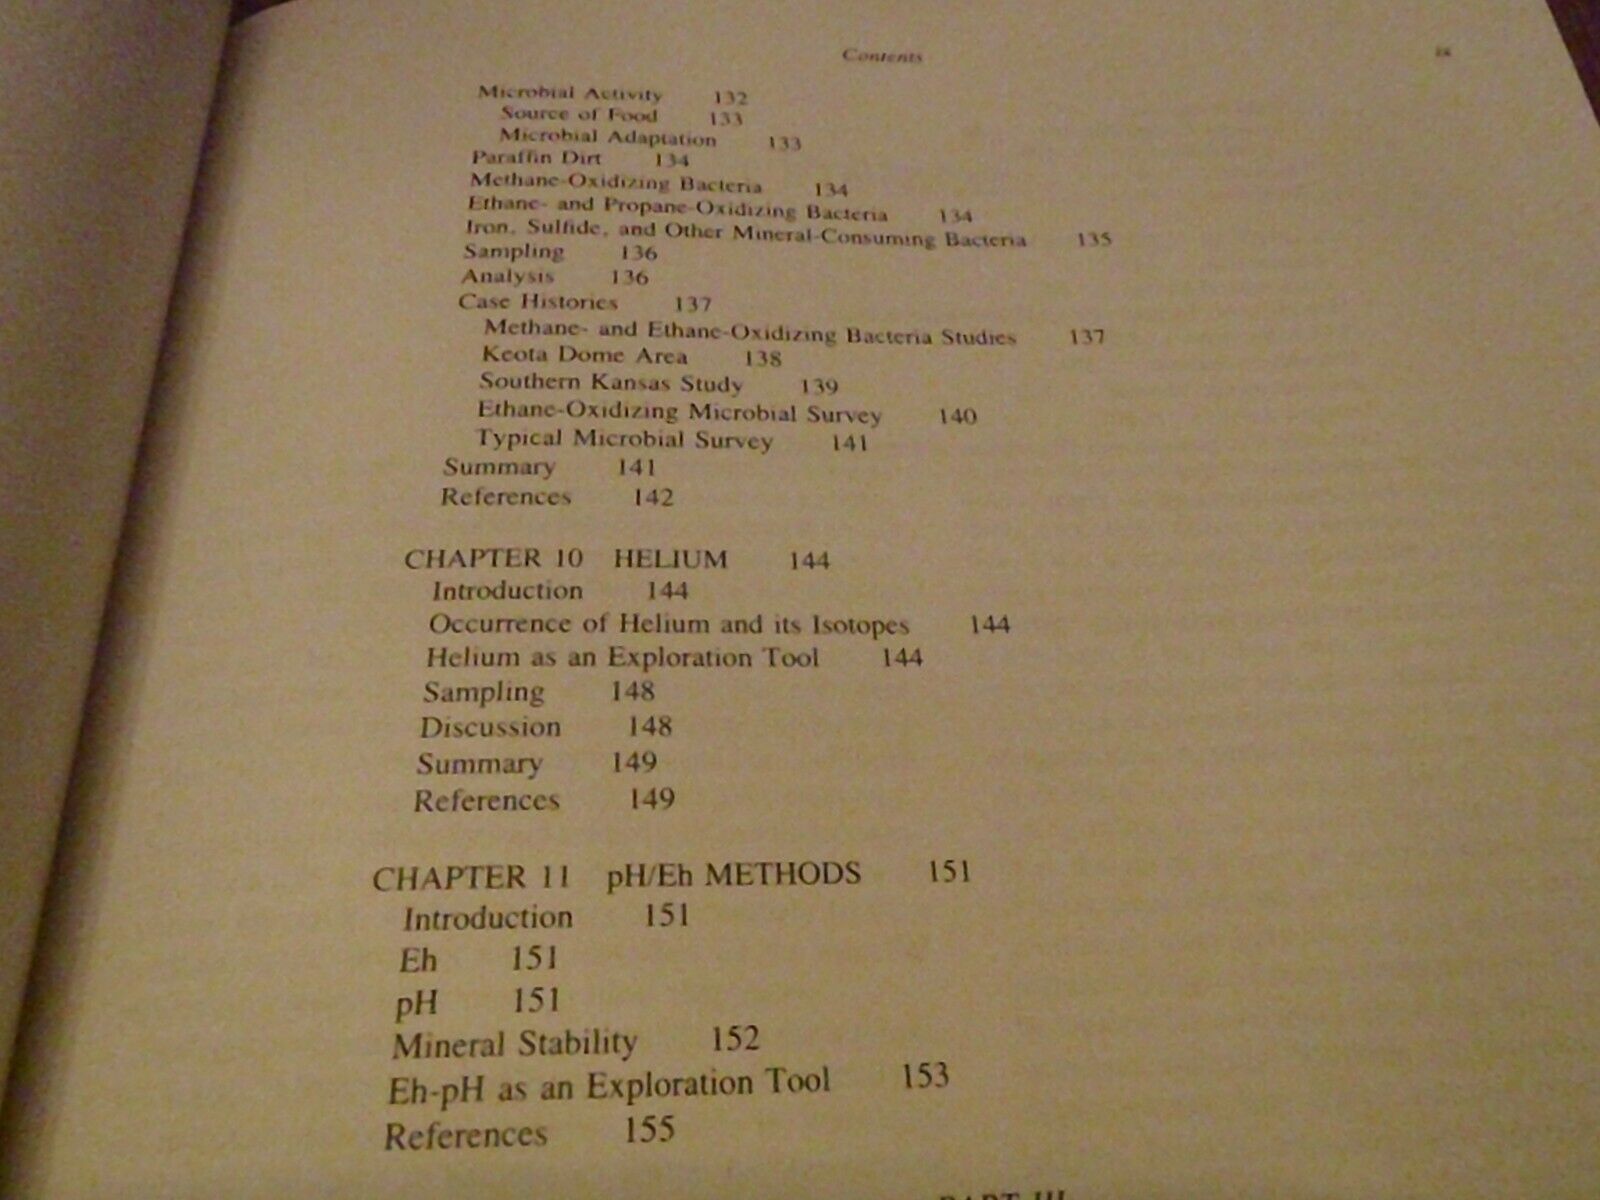 Contents ix
Microbial Activity 132
Source of Food 133
Microbial Adaptation 133
Paraffin Dirt 134
Methane-Oxidizing Bacteria 134
Ethane- and Propane-Oxidizing Bacteria 134
Iron, Sulfide, and Other Mineral-Consuming Bacteria 135
Sampling 136
Analysis 136
Case Histories 137
Methane- and Ethane-Oxidizing Bacteria Studies 137
Keota Dome Area 138
Southern Kansas Study 139
Ethane-Oxidizing Microbial Survey 140
Typical Microbial Survey 141
Summary 141
References 142
CHAPTER 10 HELIUM 144
Introduction 144
Occurrence of Helium and its Isotopes 144
Helium as an Exploration Tool 144
Sampling 148
Discussion 148
Summary 149
References 149
CHAPTER 11 pH/Eh METHODS 151
Introduction 151
Eh 151
pH 151
Mineral Stability 152
Eh-pH as an Exploration Tool 153
References 155
PART III